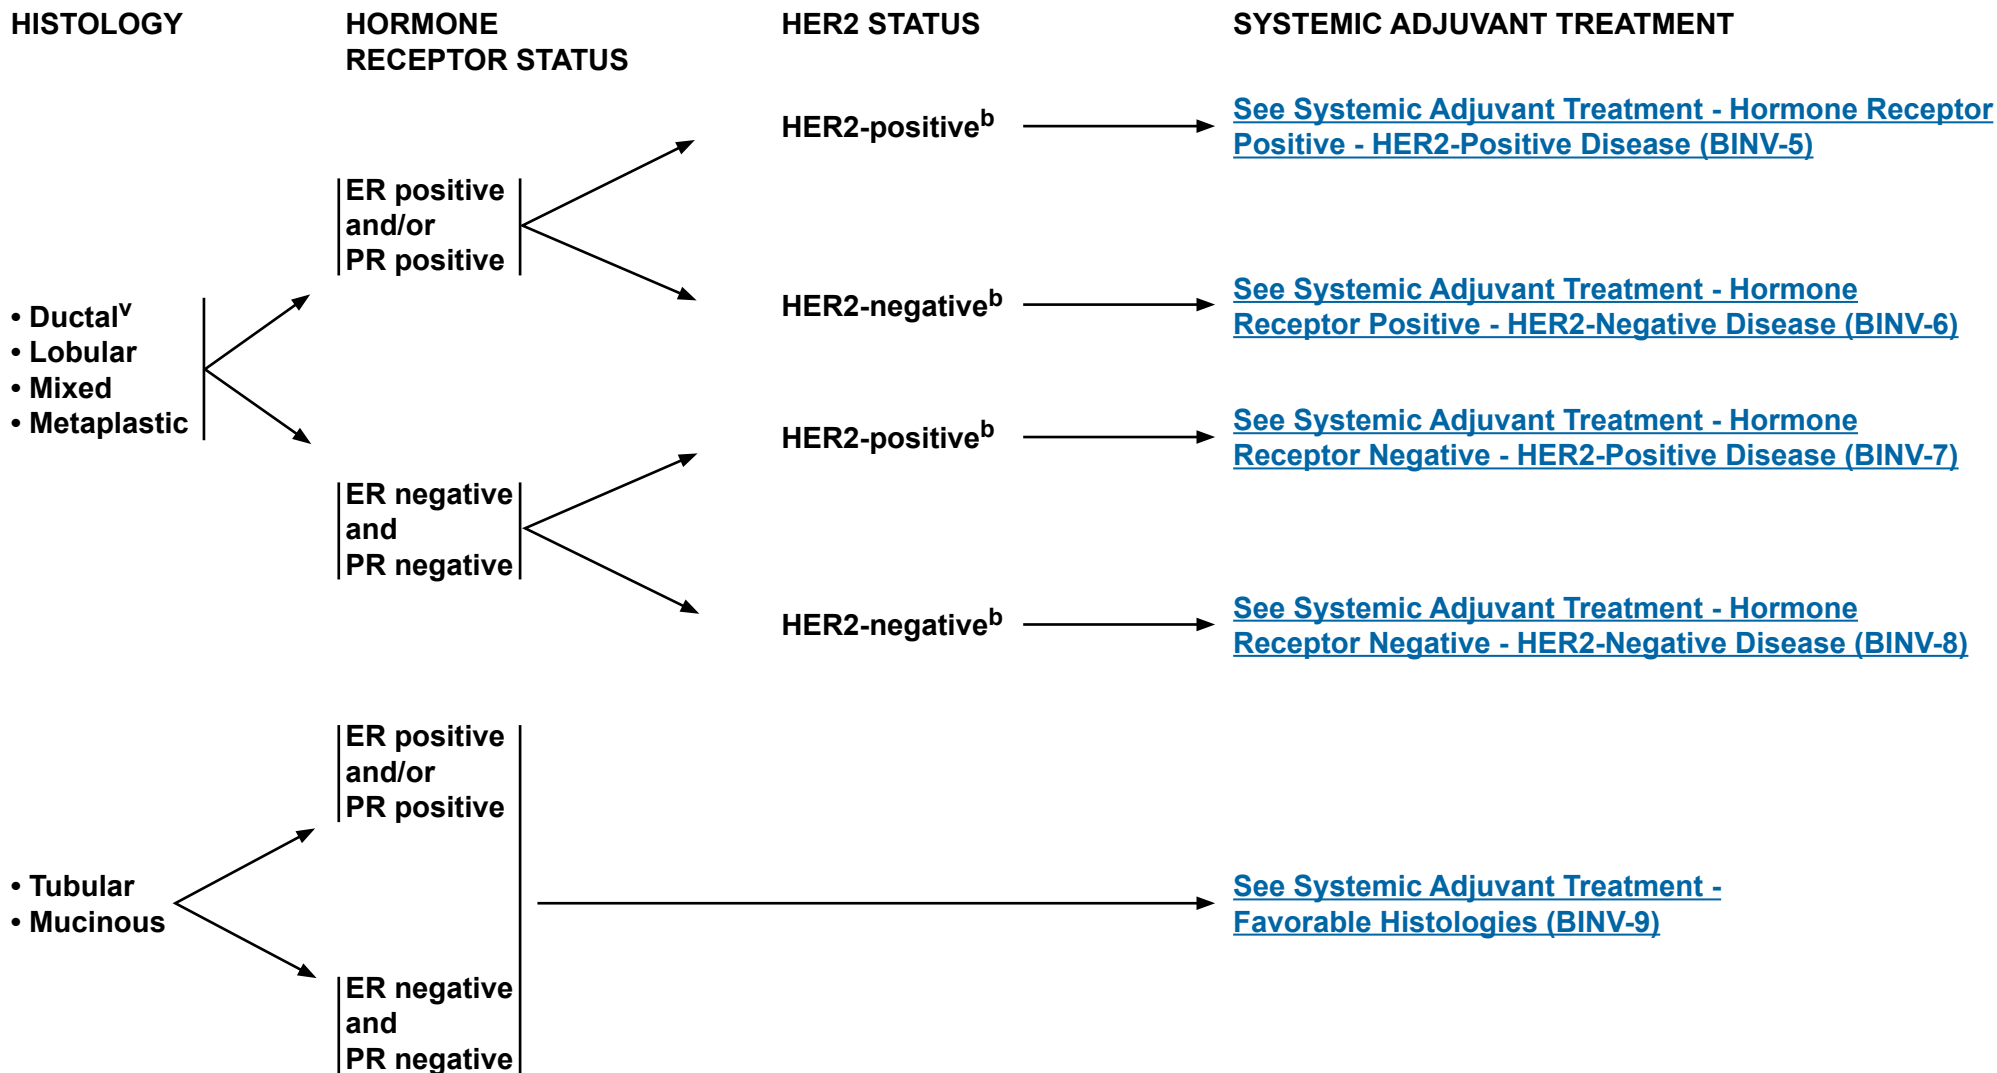 HISTOLOGY
HORMONE
RECEPTOR STATUS
HER2 STATUS
SYSTEMIC ADJUVANT TREATMENT
• Ductalv
• Lobular
• Mixed
• Metaplastic
ER positive
and/or
PR positive
HER2-positiveb
See Systemic Adjuvant Treatment - Hormone Receptor
Positive - HER2-Positive Disease (BINV-5)
HER2-negativeb
See Systemic Adjuvant Treatment - Hormone
Receptor Positive - HER2-Negative Disease (BINV-6)
ER negative
and
PR negative
HER2-positiveb
See Systemic Adjuvant Treatment - Hormone
Receptor Negative - HER2-Positive Disease (BINV-7)
HER2-negativeb
See Systemic Adjuvant Treatment - Hormone
Receptor Negative - HER2-Negative Disease (BINV-8)
• Tubular
• Mucinous
ER positive
and/or
PR positive
ER negative
and
PR negative
See Systemic Adjuvant Treatment -
Favorable Histologies (BINV-9)